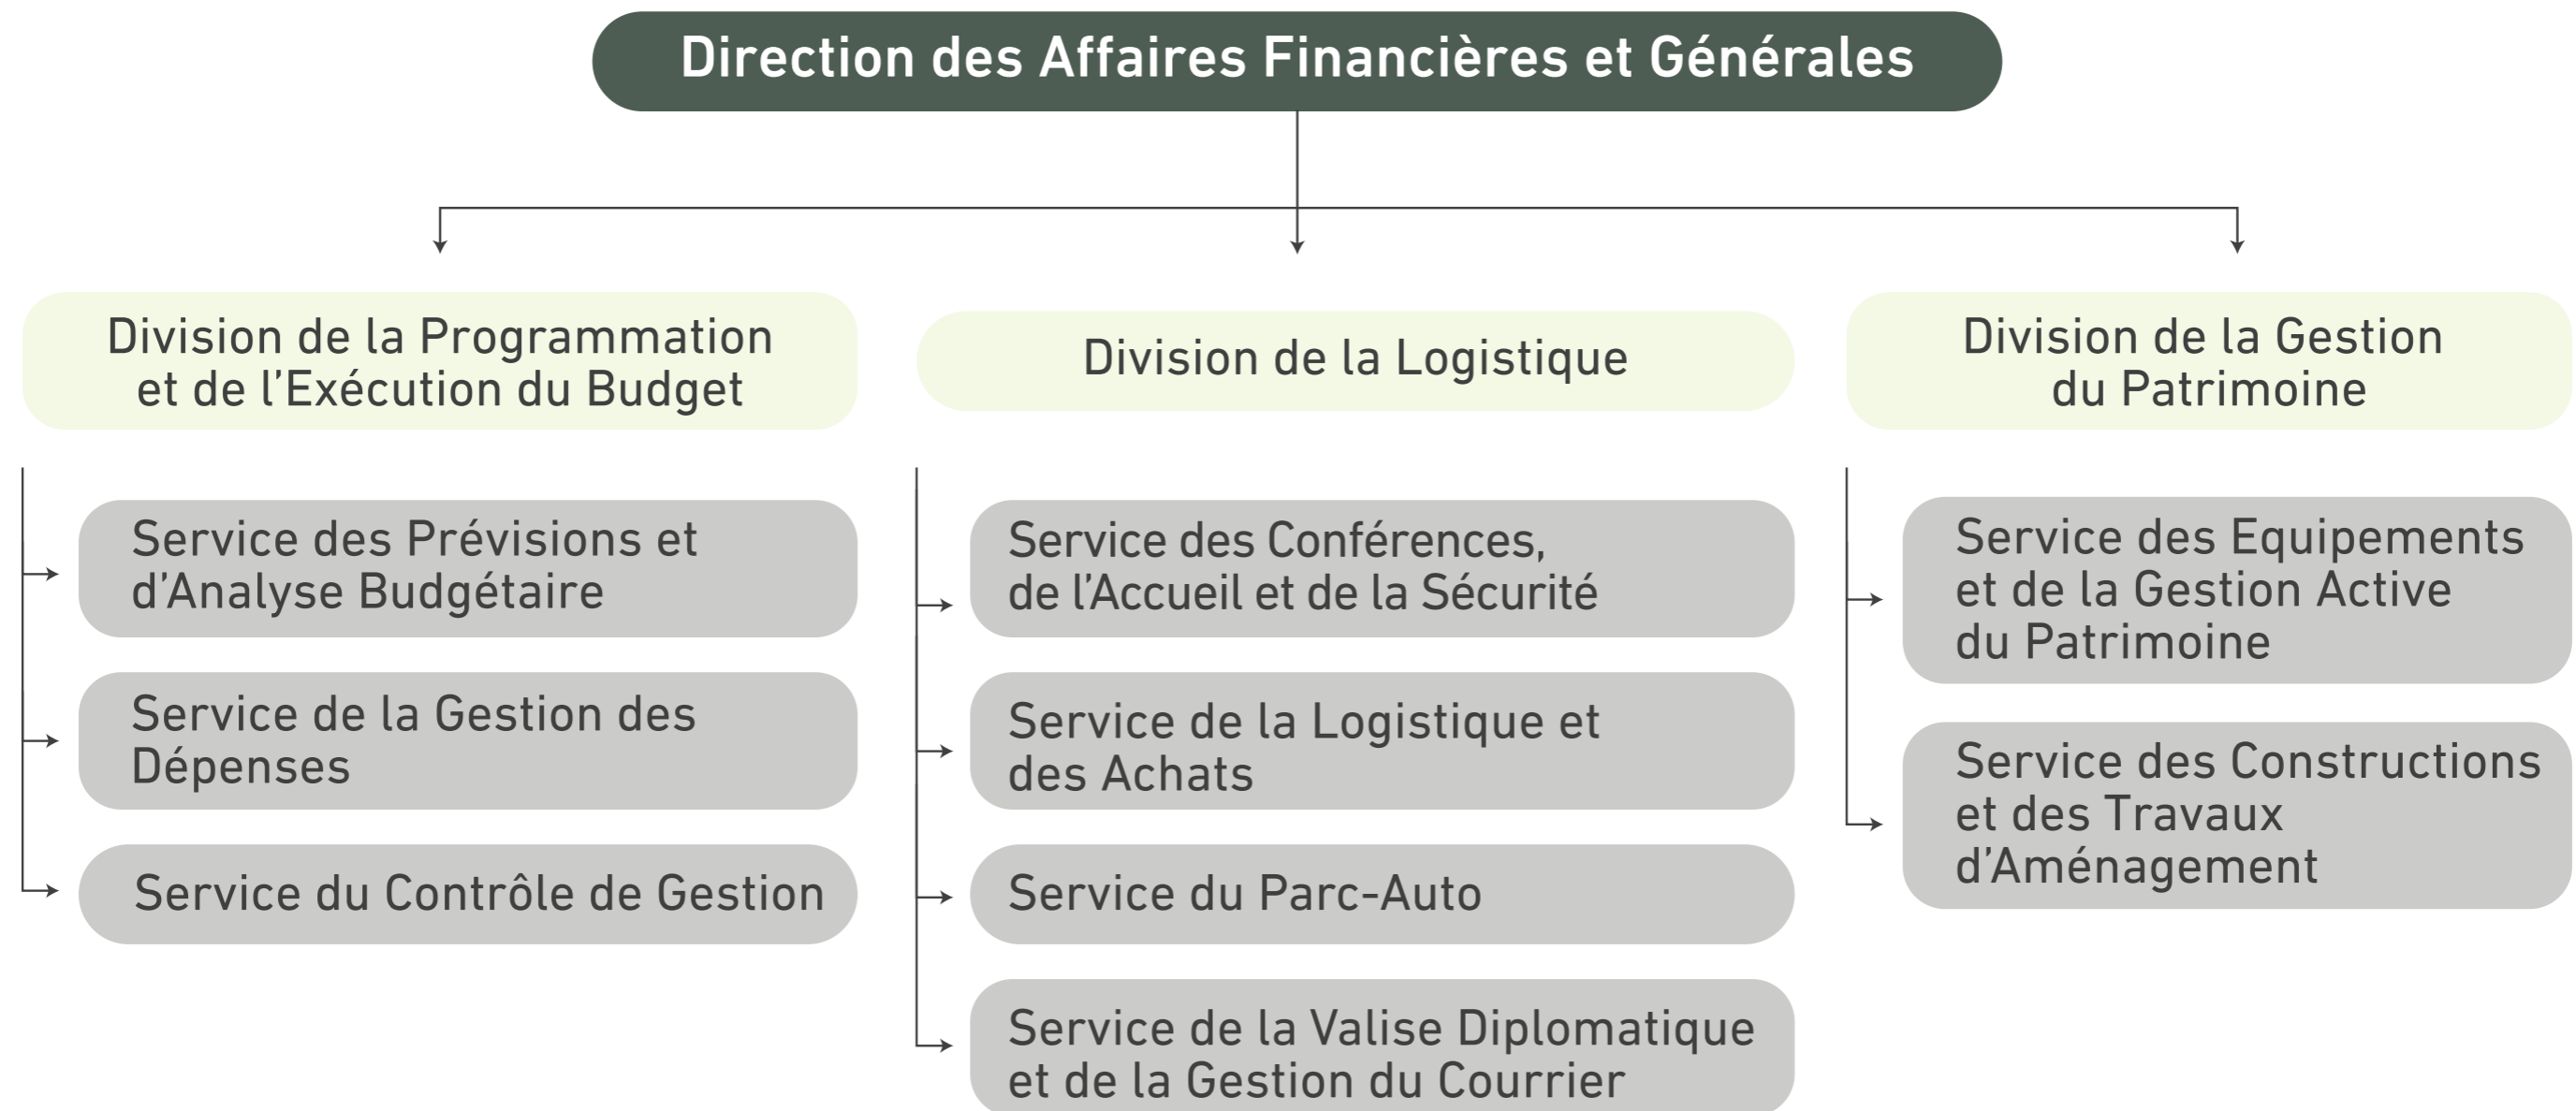 Direction des Affaires Financières et Générales
Division de la Programmation
et de l'Exécution du Budget
Service des Prévisions et
d'Analyse Budgétaire
Service de la Gestion des
Dépenses
Service du Contrôle de Gestion
Division de la Logistique
Service des Conférences,
de l'Accueil et de la Sécurité
Service de la Logistique et
des Achats
Service du Parc-Auto
Service de la Valise Diplomatique
et de la Gestion du Courrier
Division de la Gestion
du Patrimoine
Service des Equipements
et de la Gestion Active
du Patrimoine
Service des Constructions
et des Travaux
d'Aménagement